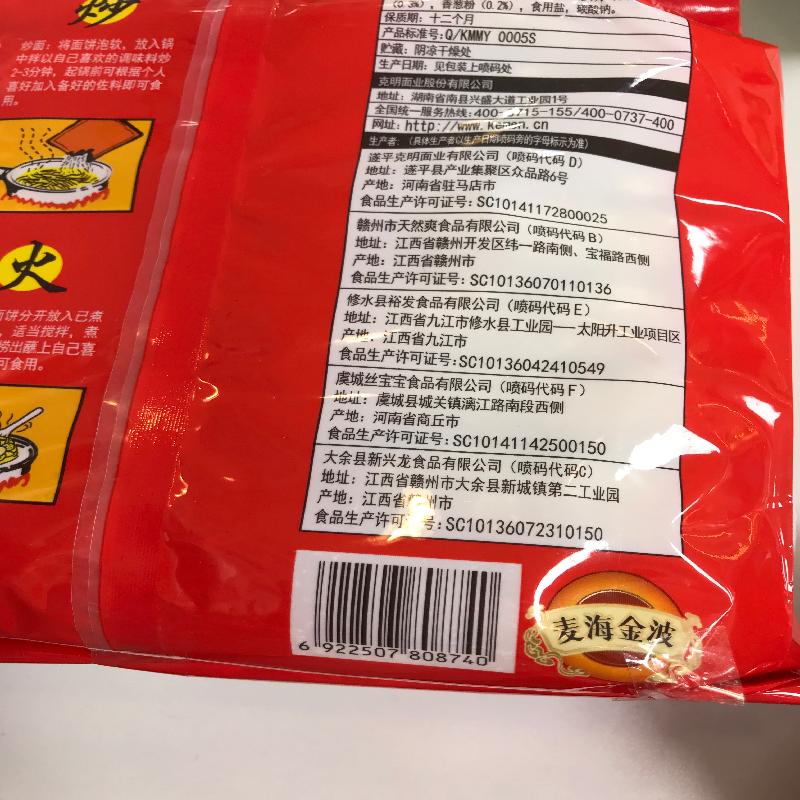 炒
炒面：将面饼泡软，放入锅
中拌以自己喜欢的调味料炒
2-3分钟，起锅前可根据个人
喜好加入备好的佐料即可食
用。
火
面饼分开放入已煮
，适当搅拌，煮
捞出蘸上自己喜
可食用。
(0.3%)，香葱粉（0.2%），食用盐，碳酸钠。
保质期：十二个月
产品标准号：Q/KMMY 0005S
贮藏：阴凉干燥处
生产日期：见包装上喷码处
克明面业股份有限公司
地址：湖南省南县兴盛大道工业园1号
全国统一服务热线：400-8715-155/400-0737-400
网址：http://www.kemen.cn
生产者：（具体生产者以生产日期喷码旁的字母标示为准）
遂平克明面业有限公司（喷码代码D）
地址：遂平县产业集聚区众品路6号
产地：河南省驻马店市
食品生产许可证号：SC10141172800025
赣州市天然爽食品有限公司（喷码代码B）
地址：江西省赣州开发区纬一路南侧、宝福路西侧
产地：江西省赣州市
食品生产许可证号：SC10136070110136
修水县裕发食品有限公司（喷码代码E）
地址：江西省九江市修水县工业园——太阳升工业项目区
产地：江西省九江市
食品生产许可证号：SC10136042410549
虞城丝宝宝食品有限公司（喷码代码F）
地址：虞城县城关镇漓江路南段西侧
产地：河南省商丘市
食品生产许可证号：SC10141142500150
大余县新兴龙食品有限公司（喷码代码C）
地址：江西省赣州市大余县新城镇第二工业园
产地：江西省赣州市
食品生产许可证号：SC10136072310150
6 922507 808740
麦海金波